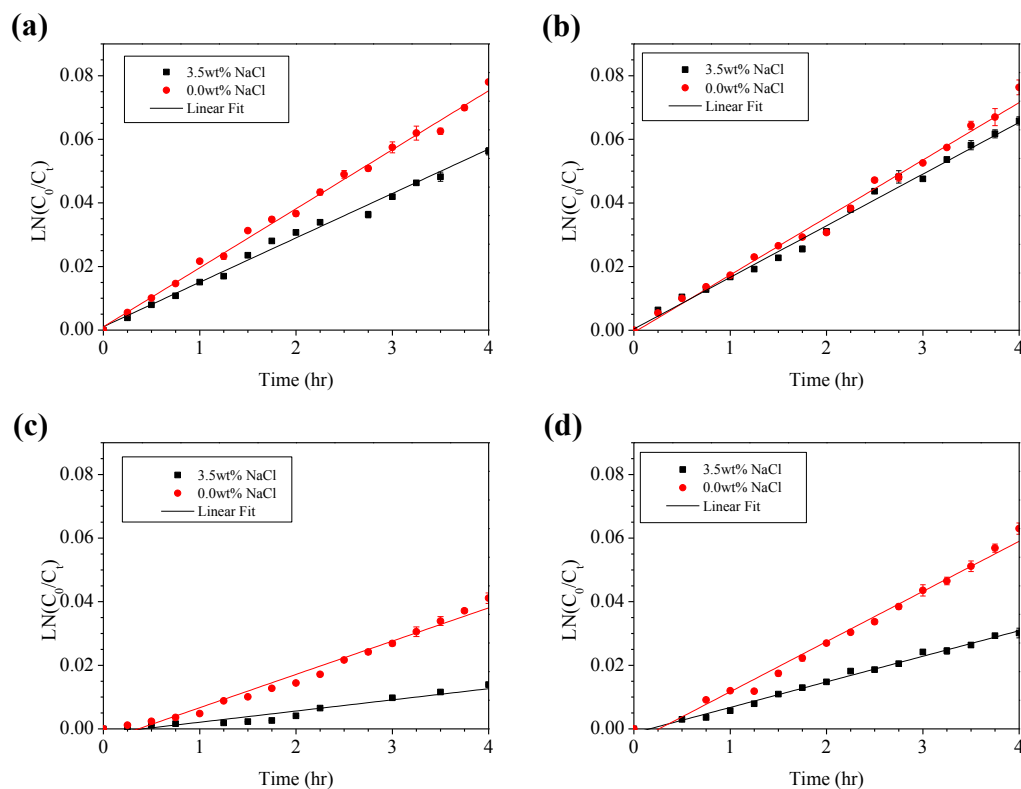 (a)
3.5wt% NaCl
0.0wt% NaCl
Linear Fit
LN(C0/Ct)
0.08
0.06
0.04
0.02
0.00
0 1 2 3 4
Time (hr)
(b)
3.5wt% NaCl
0.0wt% NaCl
Linear Fit
LN(C0/Ct)
0.08
0.06
0.04
0.02
0.00
0 1 2 3 4
Time (hr)
(c)
3.5wt% NaCl
0.0wt% NaCl
Linear Fit
LN(C0/Ct)
0.08
0.06
0.04
0.02
0.00
0 1 2 3 4
Time (hr)
(d)
3.5wt% NaCl
0.0wt% NaCl
Linear Fit
LN(C0/Ct)
0.08
0.06
0.04
0.02
0.00
0 1 2 3 4
Time (hr)